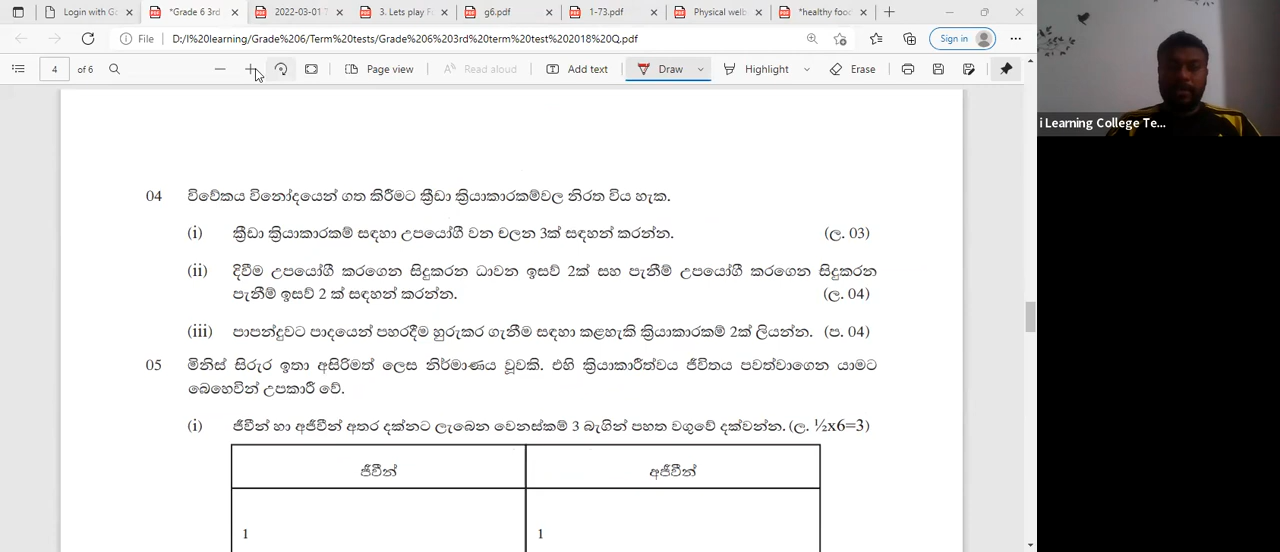 Login with Go
*Grade 6 3rd
2022-03-01 7
3. Lets play Fo
g6.pdf
1-73.pdf
Physical welb
*healthy food
File
D:/I%20learning/Grade%206/Term%20tests/Grade%206%203rd%20term%20test%202018%20Q.pdf
Sign in
4 of 6
Page view
Read aloud
Add text
Draw
Highlight
Erase
i Learning College Te...
04 විවේකය විනෝදයෙන් ගත කිරීමට ක්‍රීඩා ක්‍රියාකාරකම්වල නිරත විය හැක.
(i) ක්‍රීඩා ක්‍රියාකාරකම් සඳහා උපයෝගී වන චලන 3ක් සඳහන් කරන්න. (ල. 03)
(ii) දිවීම උපයෝගී කරගෙන සිදුකරන ධාවන ඉසව් 2ක් සහ පැනීම් උපයෝගී කරගෙන සිදුකරන
පැනීම් ඉසව් 2 ක් සඳහන් කරන්න. (ල. 04)
(iii) පාපන්දුවට පාදයෙන් පහරදීම හුරුකර ගැනීම සඳහා කළහැකි ක්‍රියාකාරකම් 2ක් ලියන්න. (ප. 04)
05 මිනිස් සිරුර ඉතා අසිරිමත් ලෙස නිර්මාණය වූවකි. එහි ක්‍රියාකාරීත්වය ජීවිතය පවත්වාගෙන යාමට
බෙහෙවින් උපකාරී වේ.
(i) ජීවීන් හා අජීවීන් අතර දක්නට ලැබෙන වෙනස්කම් 3 බැගින් පහත වගුවේ දක්වන්න. (ල. ½x6=3)
ජීවීන් අජීවීන්
1 1